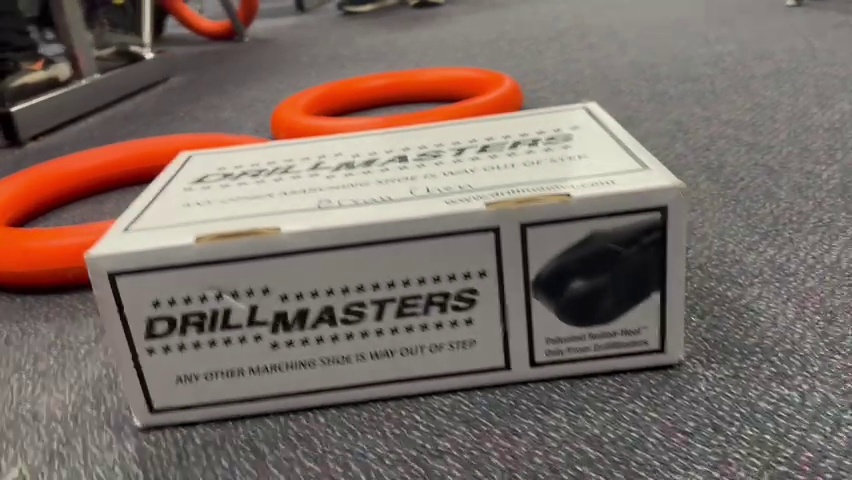 DRILLMASTERS
ANY OTHER MARCHING SHOE IS WAY OUT OF STEP
DRILLMASTERS
ANY OTHER MARCHING SHOE IS WAY OUT OF STEP
Only From